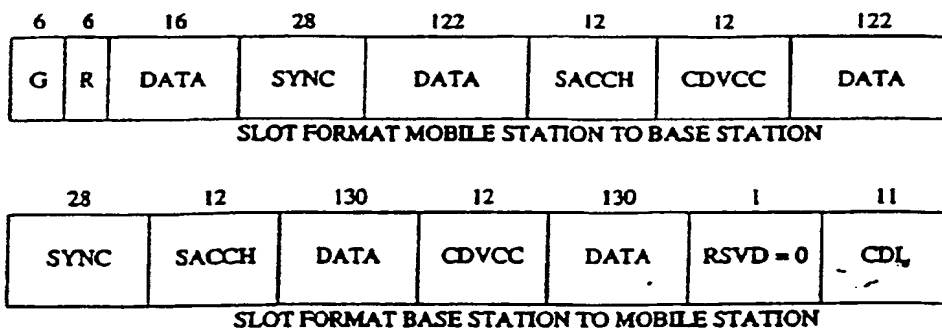 6 6 16 28 122 12 12 122
G R DATA SYNC DATA SACCH CDVCC DATA
SLOT FORMAT MOBILE STATION TO BASE STATION
28 12 130 12 130 1 11
SYNC SACCH DATA CDVCC DATA RSVD = 0 CDL
SLOT FORMAT BASE STATION TO MOBILE STATION